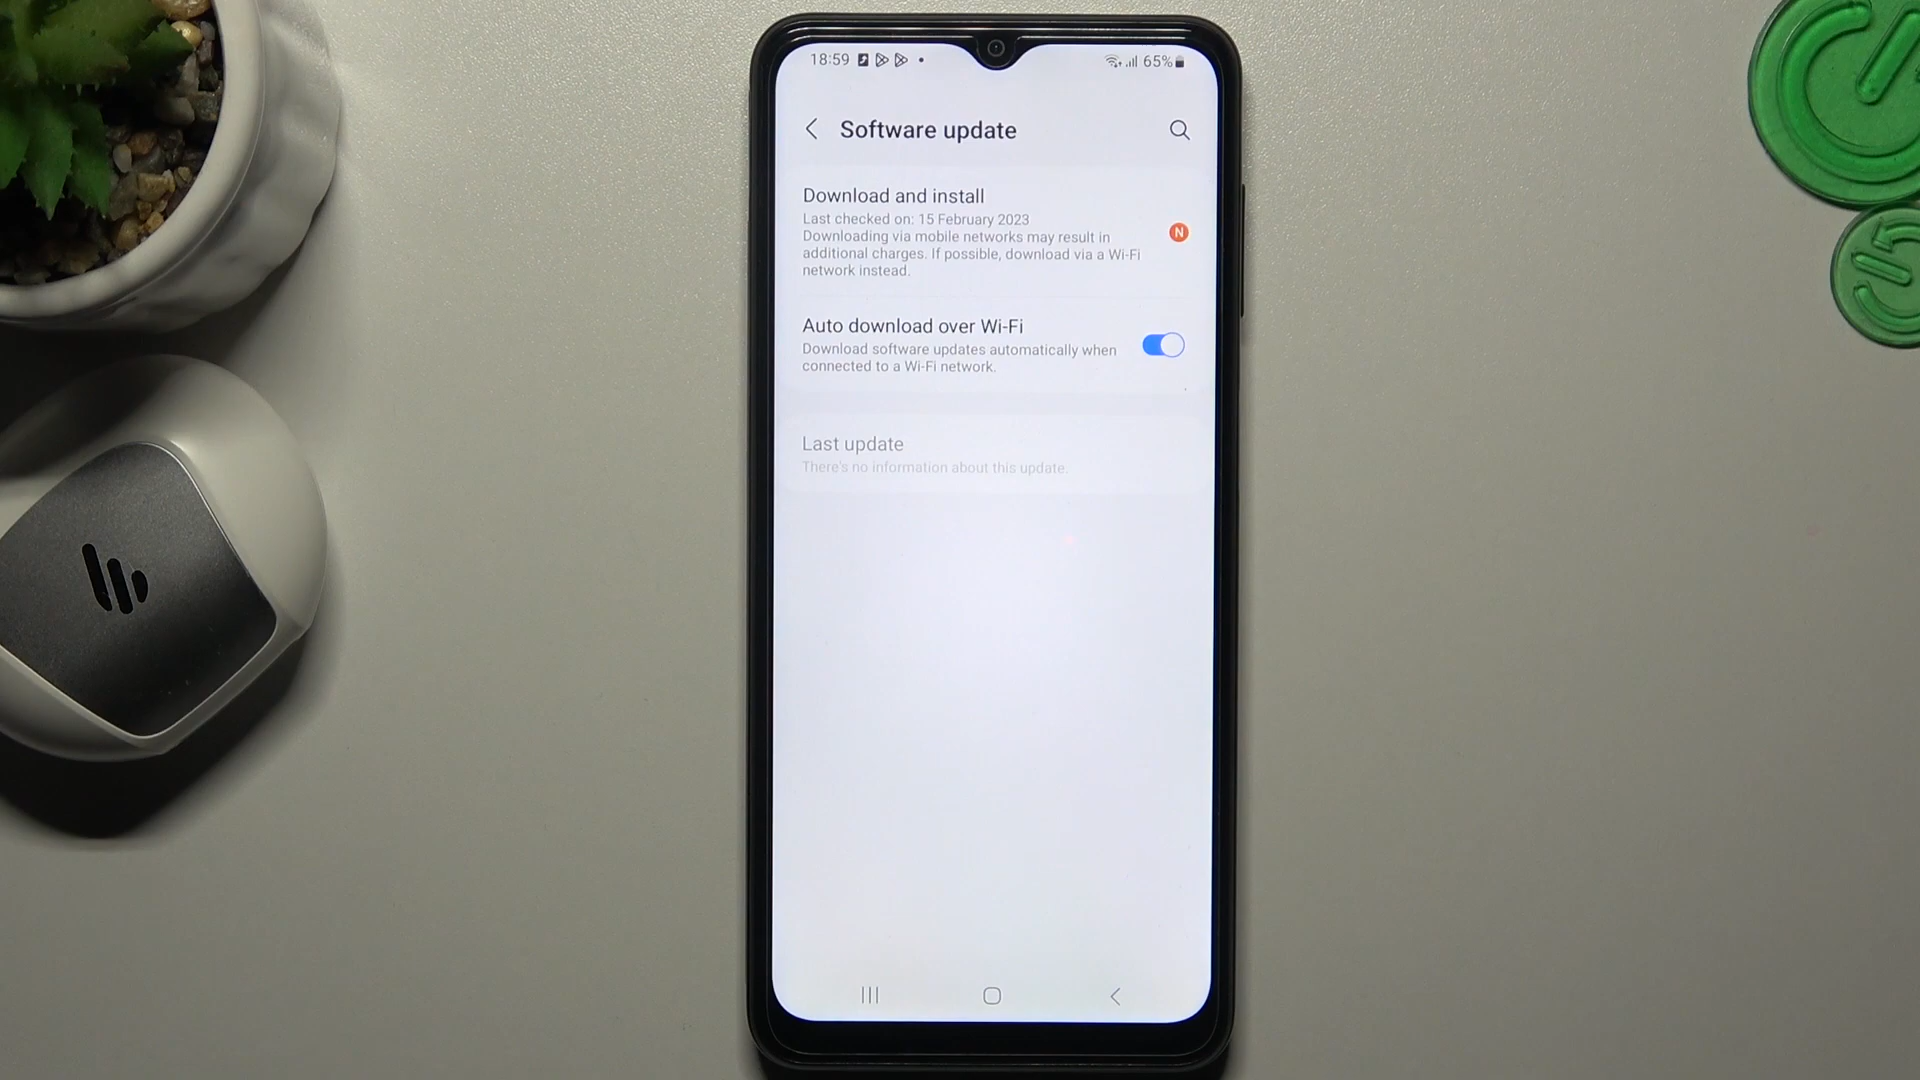 18:59
65%
Software update
Download and install
Last checked on: 15 February 2023
Downloading via mobile networks may result in
additional charges. If possible, download via a Wi-Fi
network instead.
N
Auto download over Wi-Fi
Download software updates automatically when
connected to a Wi-Fi network.
Last update
There's no information about this update.